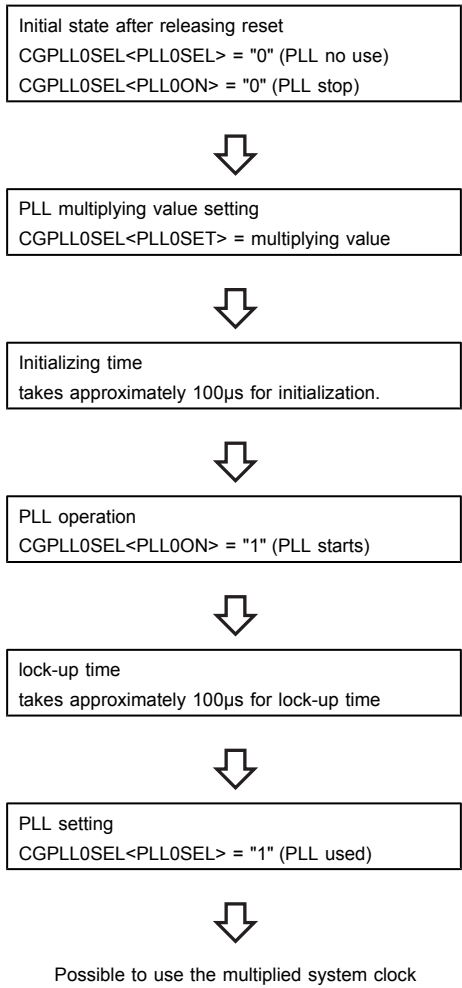 Initial state after releasing reset
CGPLL0SEL<PLL0SEL> = "0" (PLL no use)
CGPLL0SEL<PLL0ON> = "0" (PLL stop)
PLL multiplying value setting
CGPLL0SEL<PLL0SET> = multiplying value
Initializing time
takes approximately 100µs for initialization.
PLL operation
CGPLL0SEL<PLL0ON> = "1" (PLL starts)
lock-up time
takes approximately 100µs for lock-up time
PLL setting
CGPLL0SEL<PLL0SEL> = "1" (PLL used)
Possible to use the multiplied system clock